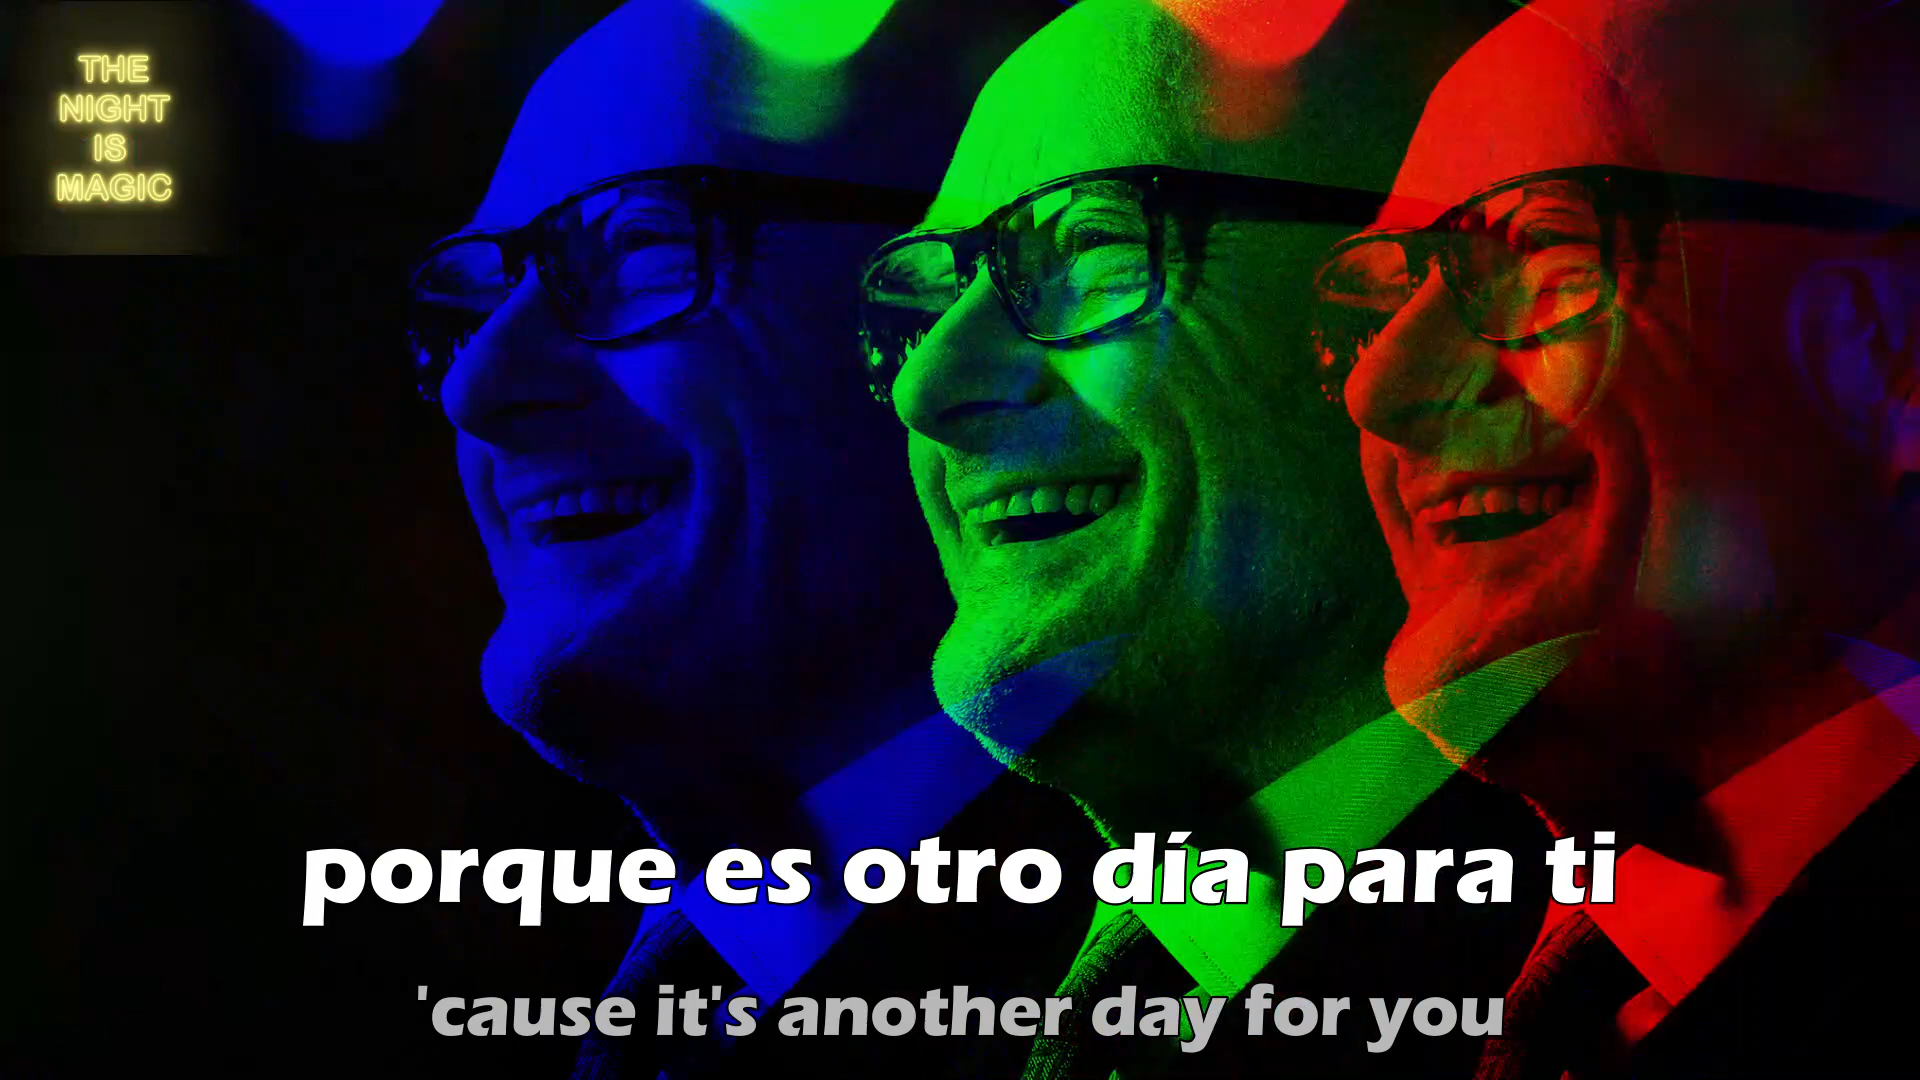 THE
NIGHT
IS
MAGIC
porque es otro día para ti
'cause it's another day for you